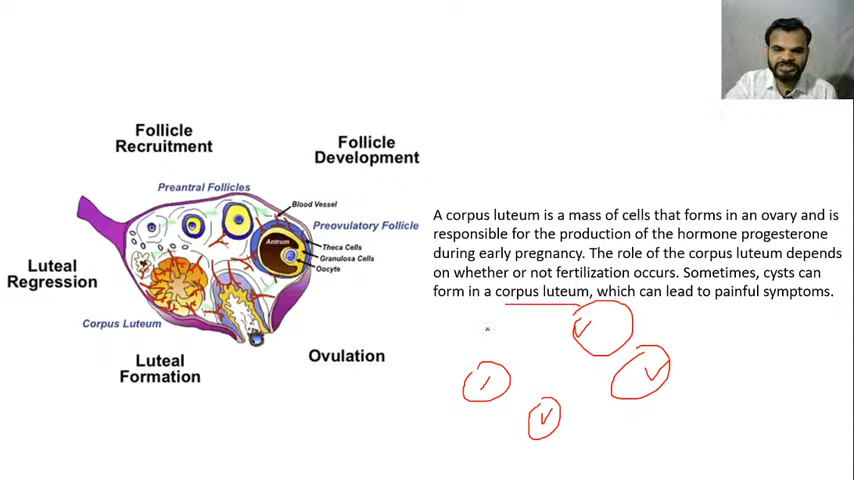 Follicle
Recruitment
Follicle
Development
Preantral Follicles
Blood Vessel
Preovulatory Follicle
Antrum
Theca Cells
Granulosa Cells
Oocyte
Luteal
Regression
Corpus Luteum
Luteal
Formation
Ovulation
A corpus luteum is a mass of cells that forms in an ovary and is
responsible for the production of the hormone progesterone
during early pregnancy. The role of the corpus luteum depends
on whether or not fertilization occurs. Sometimes, cysts can
form in a corpus luteum, which can lead to painful symptoms.